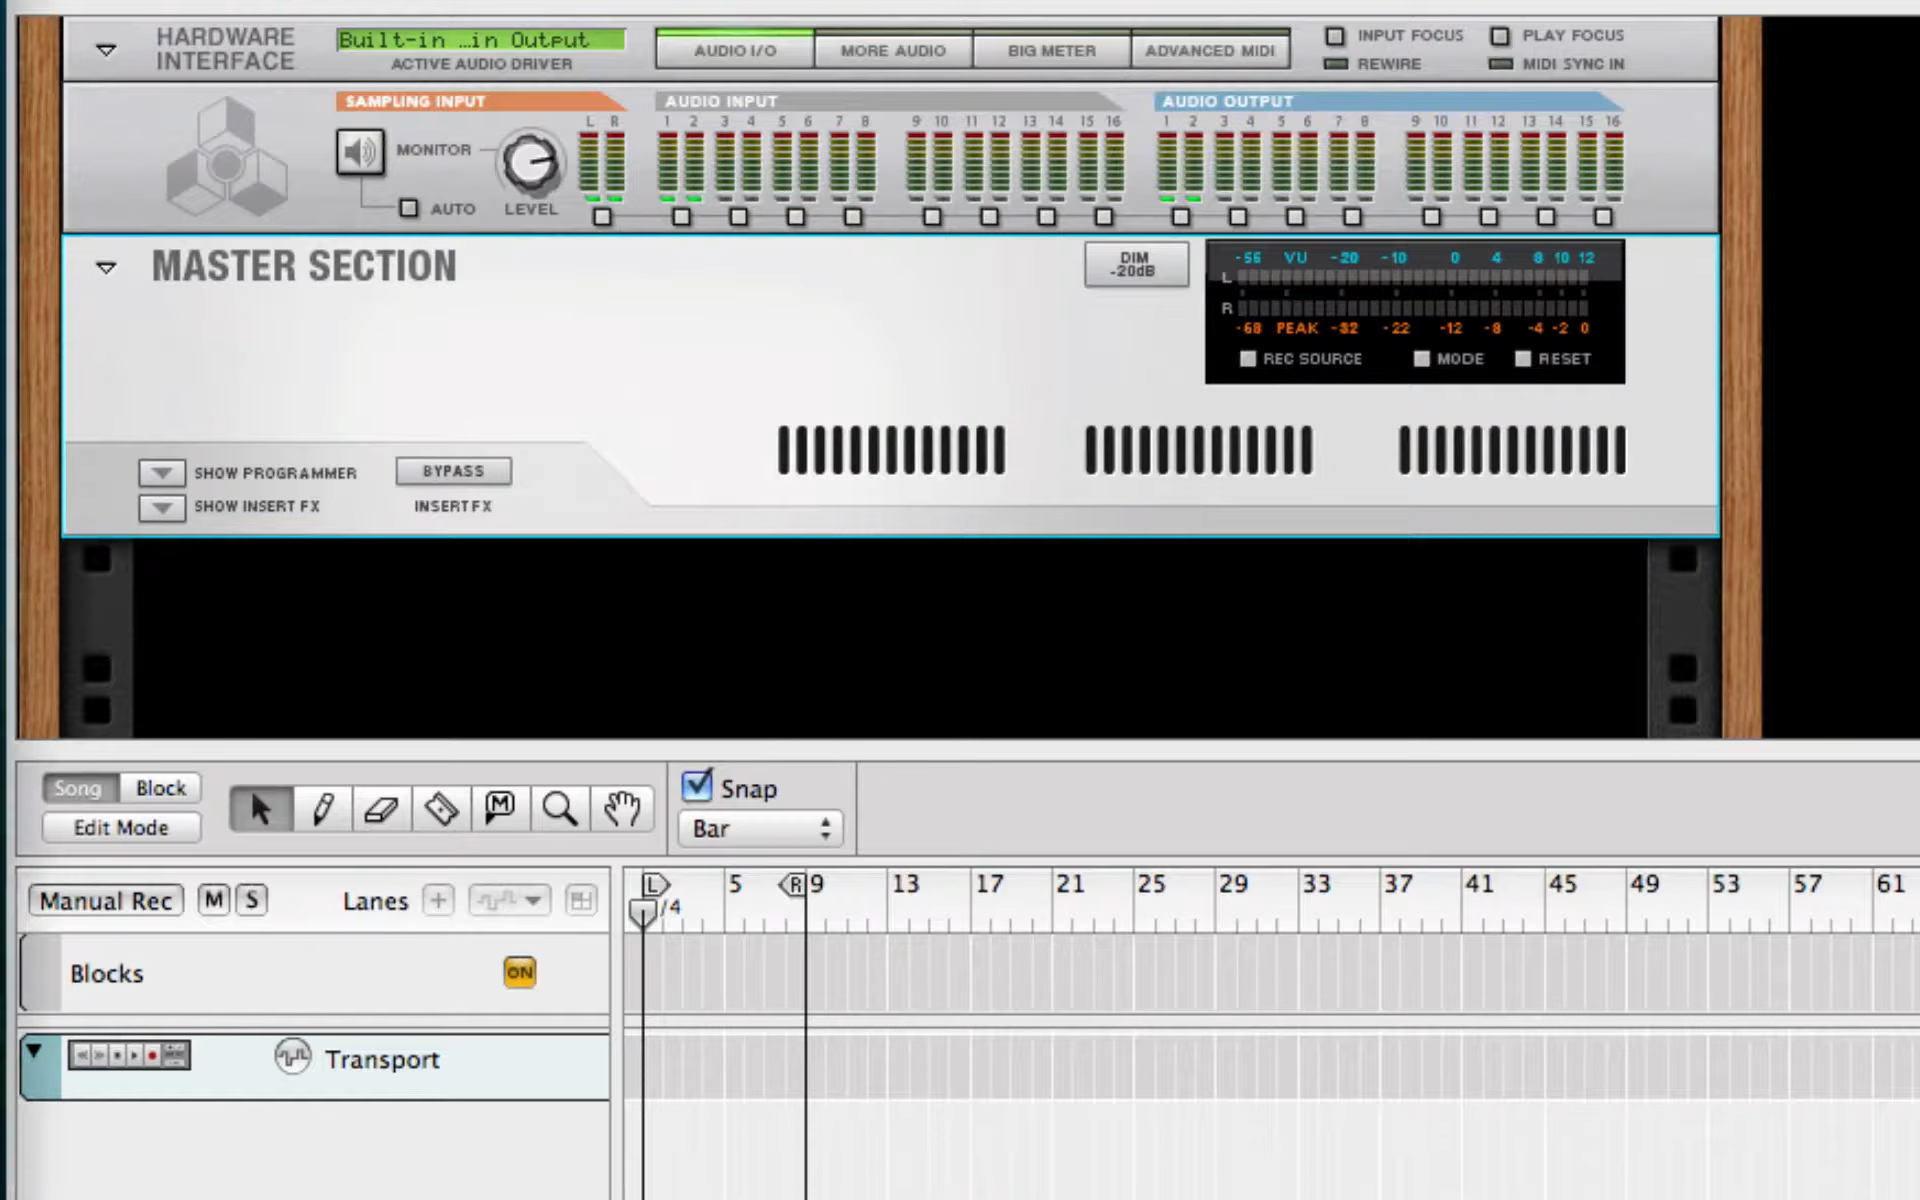 HARDWARE INTERFACE
Built-in …in Output
ACTIVE AUDIO DRIVER
AUDIO I/O MORE AUDIO BIG METER ADVANCED MIDI
INPUT FOCUS PLAY FOCUS
REWIRE MIDI SYNC IN
SAMPLING INPUT AUDIO INPUT AUDIO OUTPUT
L R 1 2 3 4 5 6 7 8 9 10 11 12 13 14 15 16 1 2 3 4 5 6 7 8 9 10 11 12 13 14 15 16
MONITOR
AUTO LEVEL
MASTER SECTION
DIM
-20dB
-56 VU -20 -10 0 4 8 10 12
L
R
-68 PEAK -32 -22 -12 -8 -4 -2 0
REC SOURCE MODE RESET
SHOW PROGRAMMER BYPASS
SHOW INSERT FX INSERT FX
Song Block
Edit Mode
M
Snap
Bar
Manual Rec M S Lanes +
L 5 R 9 13 17 21 25 29 33 37 41 45 49 53 57 61
/4
Blocks ON
Transport